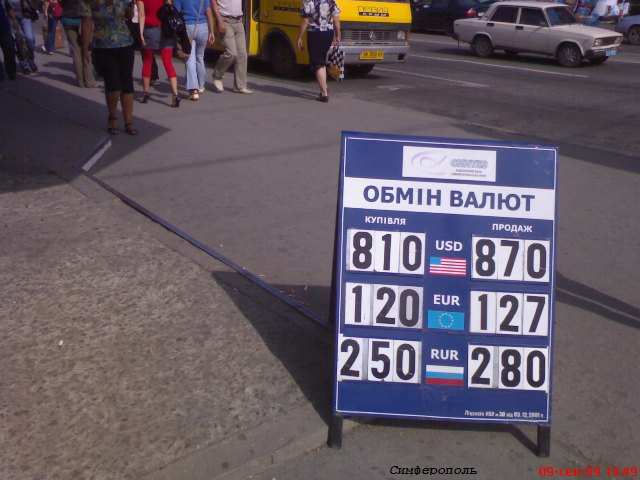 ОБМІН ВАЛЮТ
КУПІВЛЯ ПРОДАЖ
810 USD 870
120 EUR 127
250 RUR 280
Симферополь